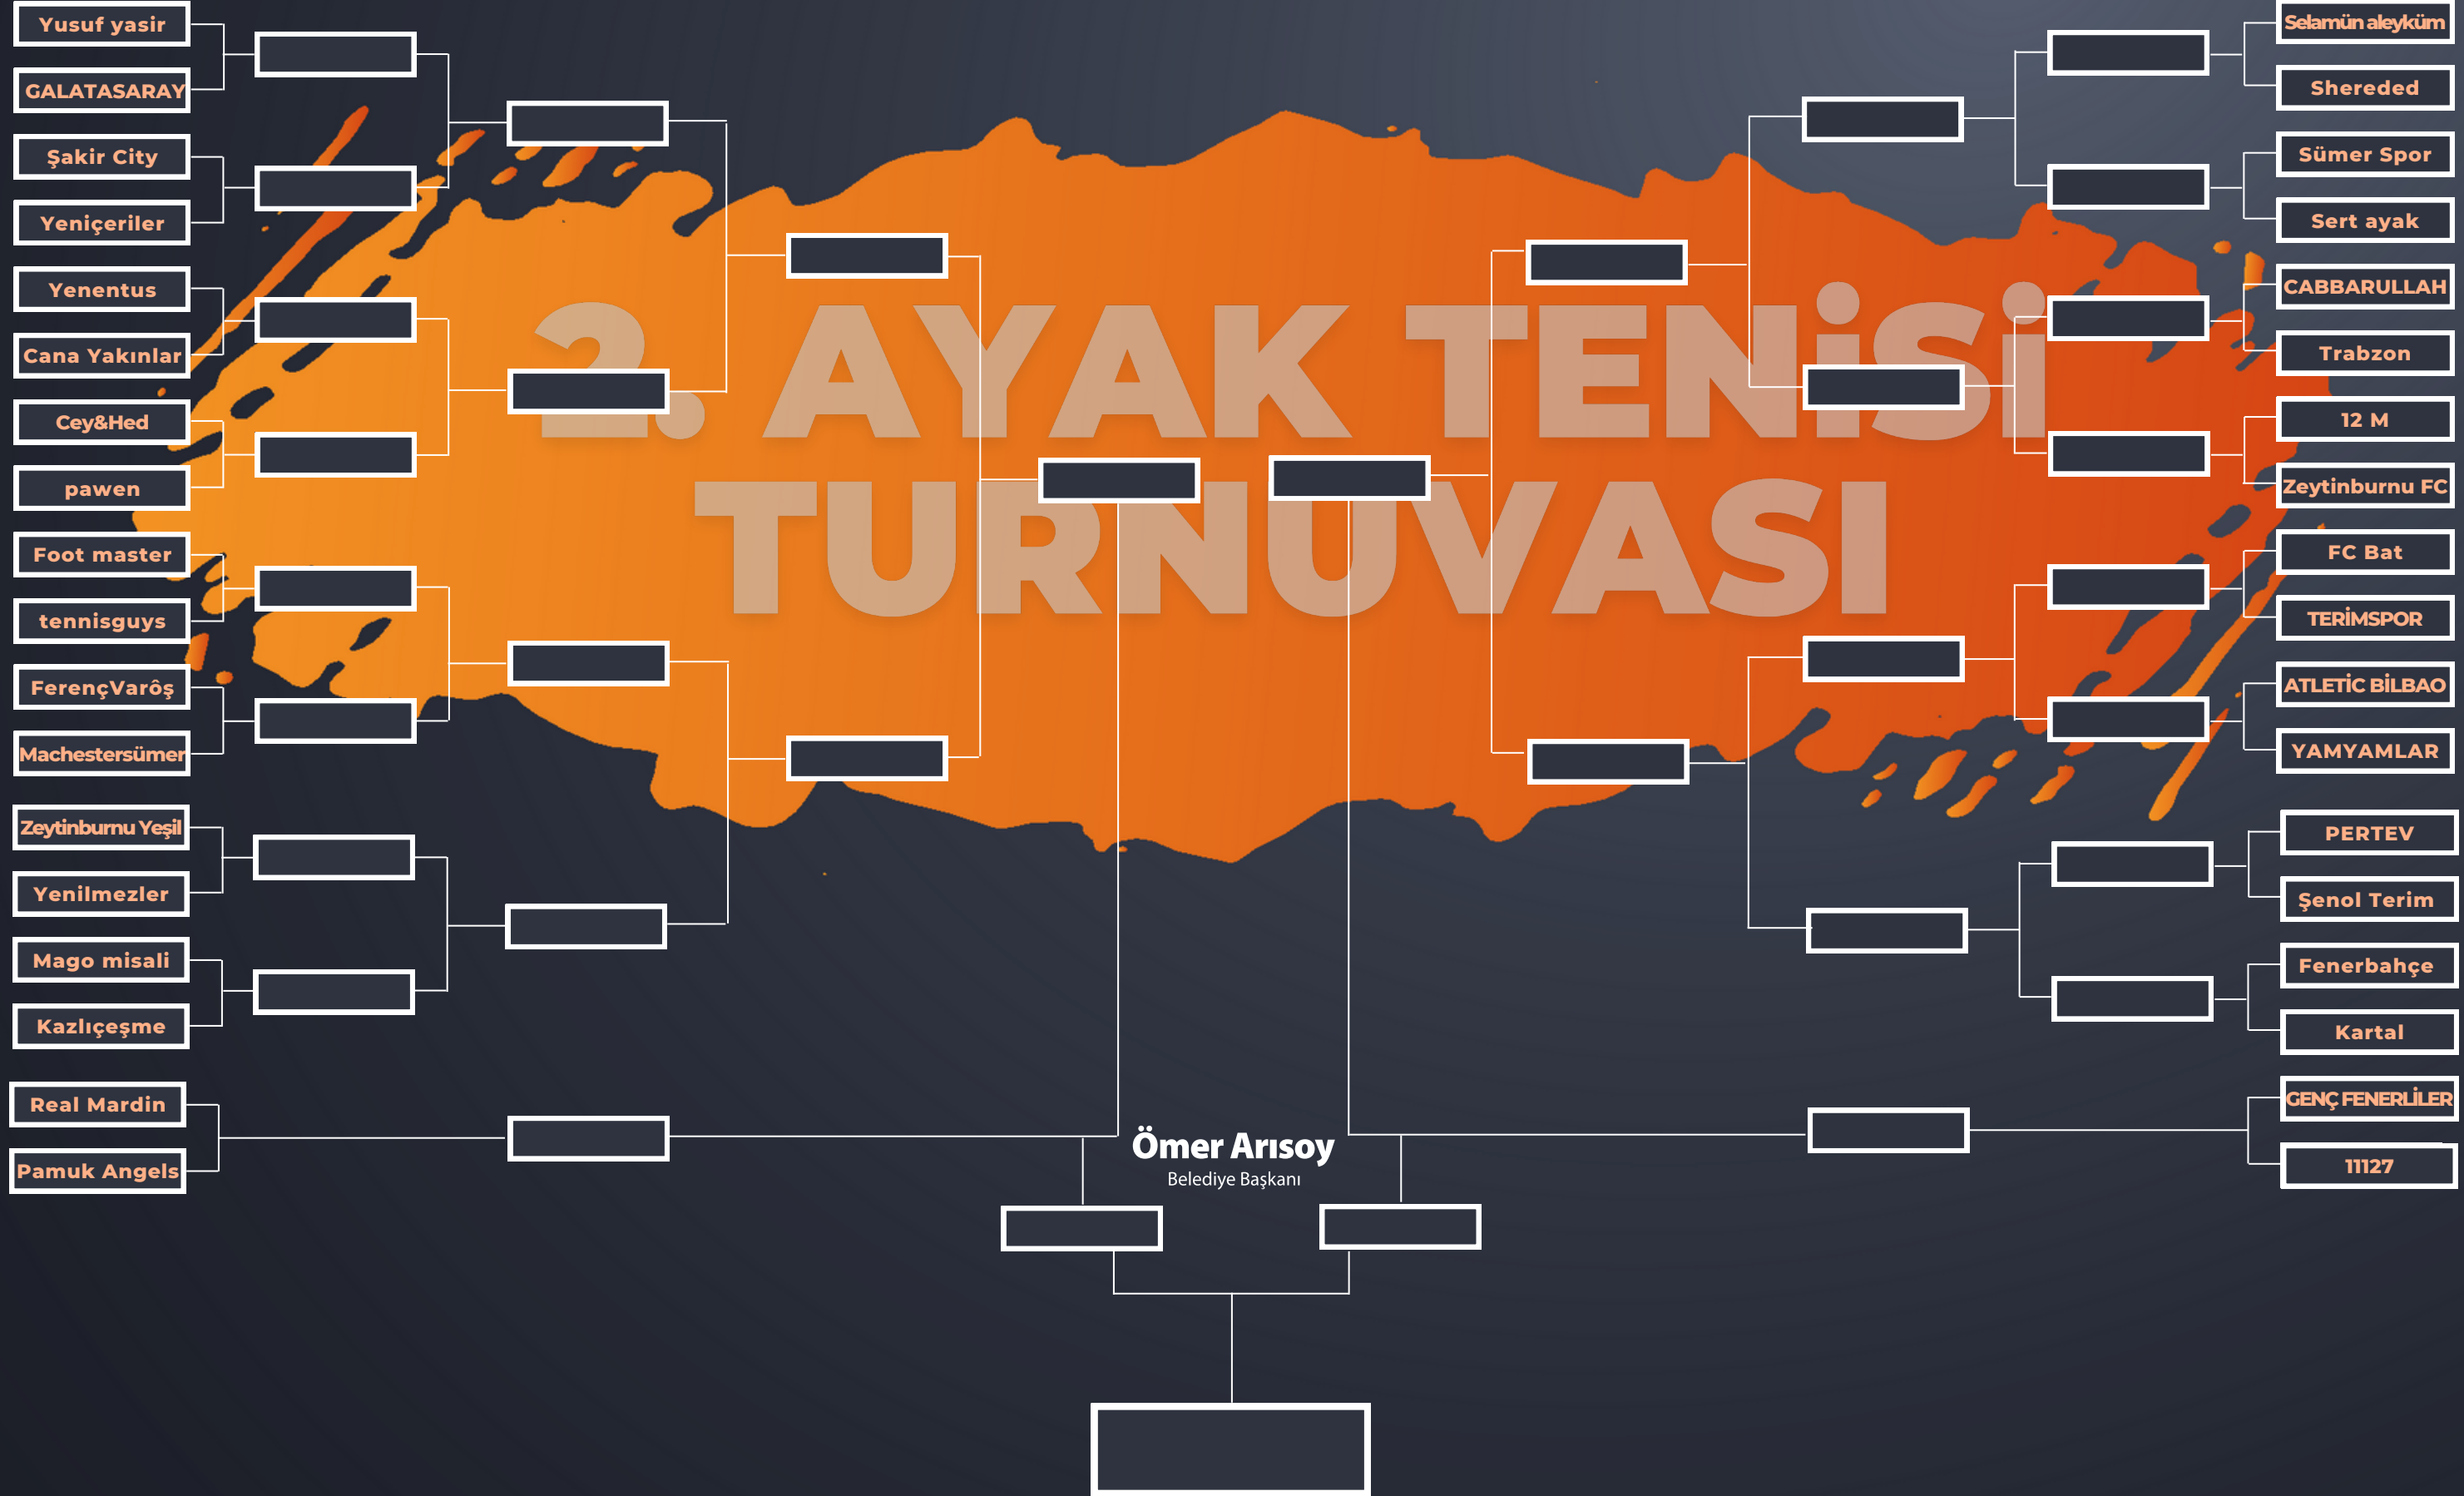 Yusuf yasir
GALATASARAY
Şakir City
Yeniçeriler
Yenentus
Cana Yakınlar
Cey&Hed
pawen
Foot master
tennisguys
FerençVarôş
Machestersümer
Zeytinburnu Yeşil
Yenilmezler
Mago misali
Kazlıçeşme
Real Mardin
Pamuk Angels
2. AYAK TENiSi
TURNUVASI
Ömer Arısoy
Belediye Başkanı
Selamün aleyküm
Shereded
Sümer Spor
Sert ayak
CABBARULLAH
Trabzon
12 M
Zeytinburnu FC
FC Bat
TERİMSPOR
ATLETİC BİLBAO
YAMYAMLAR
PERTEV
Şenol Terim
Fenerbahçe
Kartal
GENÇ FENERLİLER
11127